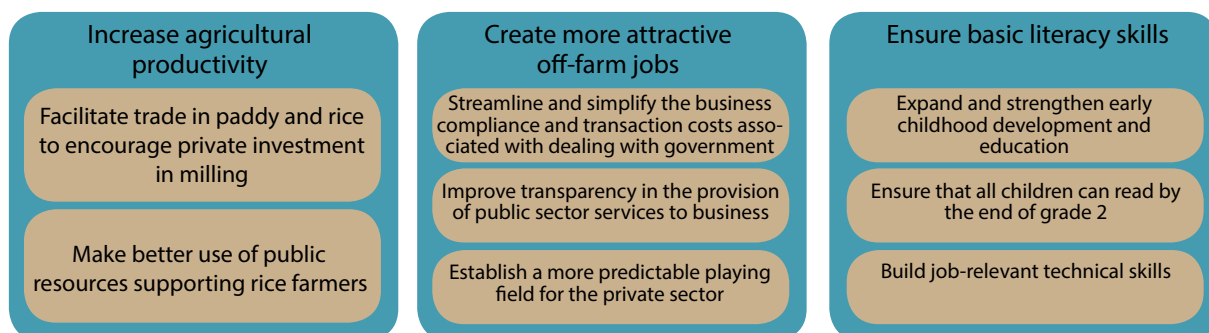 Increase agricultural
productivity
Facilitate trade in paddy and rice
to encourage private investment
in milling
Make better use of public
resources supporting rice farmers
Create more attractive
off-farm jobs
Streamline and simplify the business
compliance and transaction costs asso-
ciated with dealing with government
Improve transparency in the provision
of public sector services to business
Establish a more predictable playing
field for the private sector
Ensure basic literacy skills
Expand and strengthen early
childhood development and
education
Ensure that all children can read by
the end of grade 2
Build job-relevant technical skills